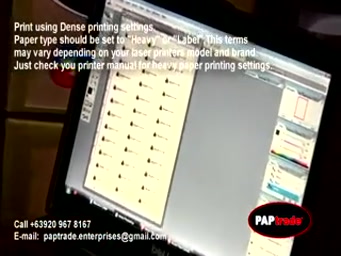 Print using Dense printing settings.
Paper type should be set to "Heavy" or "Label" This terms
may vary depending on your laser printers model and brand.
Just check you printer manual for heavy paper printing settings.
Call +63920 967 8167
E-mail: paptrade.enterprises@gmail.com
PAPtrade
DELL